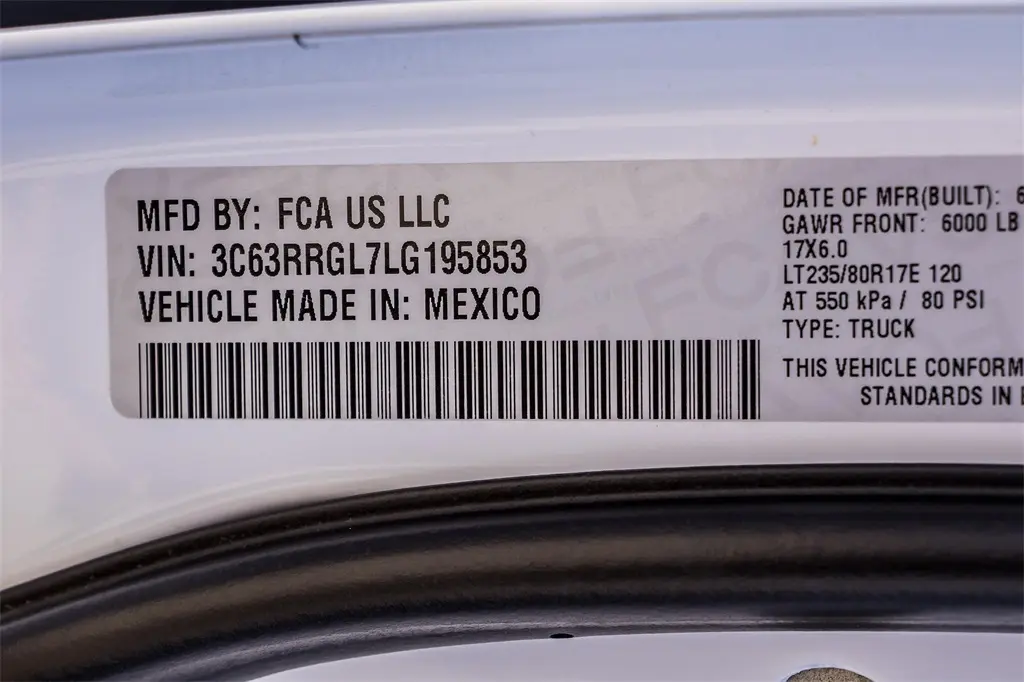 MFD BY: FCA US LLC
VIN: 3C63RRGL7LG195853
VEHICLE MADE IN: MEXICO
DATE OF MFR(BUILT): 6
GAWR FRONT: 6000 LB
17X6.0
LT235/80R17E 120
AT 550 kPa / 80 PSI
TYPE: TRUCK
THIS VEHICLE CONFORM
STANDARDS IN